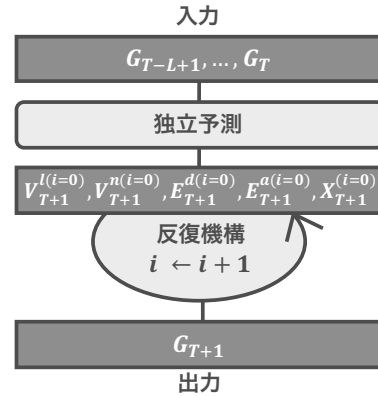 入力
G_{T-L+1}, ..., G_T
独立予測
V_{T+1}^{l(i=0)}, V_{T+1}^{n(i=0)}, E_{T+1}^{d(i=0)}, E_{T+1}^{a(i=0)}, X_{T+1}^{(i=0)}
反復機構
i ← i + 1
G_{T+1}
出力